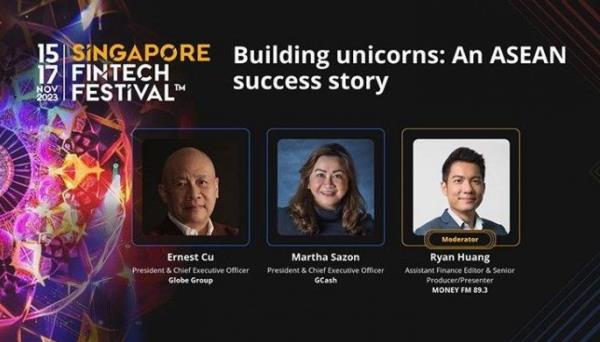 15
17
NOV
2023
SINGAPORE
FINTECH
FESTIVAL™
Building unicorns: An ASEAN
success story
Moderator
Ernest Cu
President & Chief Executive Officer
Globe Group
Martha Sazon
President & Chief Executive Officer
GCash
Ryan Huang
Assistant Finance Editor & Senior
Producer/Presenter
MONEY FM 89.3